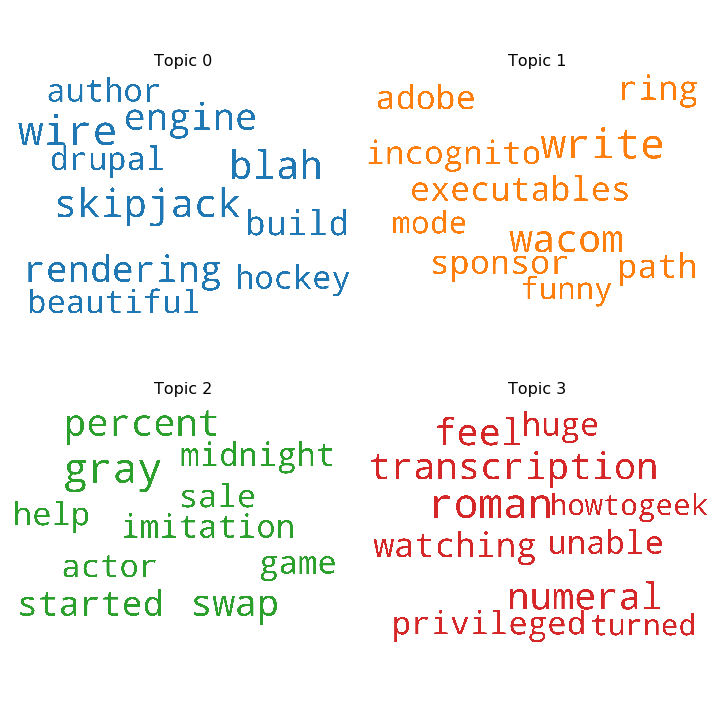 Topic 0
author
wire engine
drupal blah
skipjack
build
rendering hockey
beautiful
Topic 1
adobe ring
incognito write
executables
mode
wacom
sponsor path
funny
Topic 2
percent
gray midnight
sale
help imitation
actor game
started swap
Topic 3
feel huge
transcription
roman howtogeek
watching unable
numeral
privileged turned